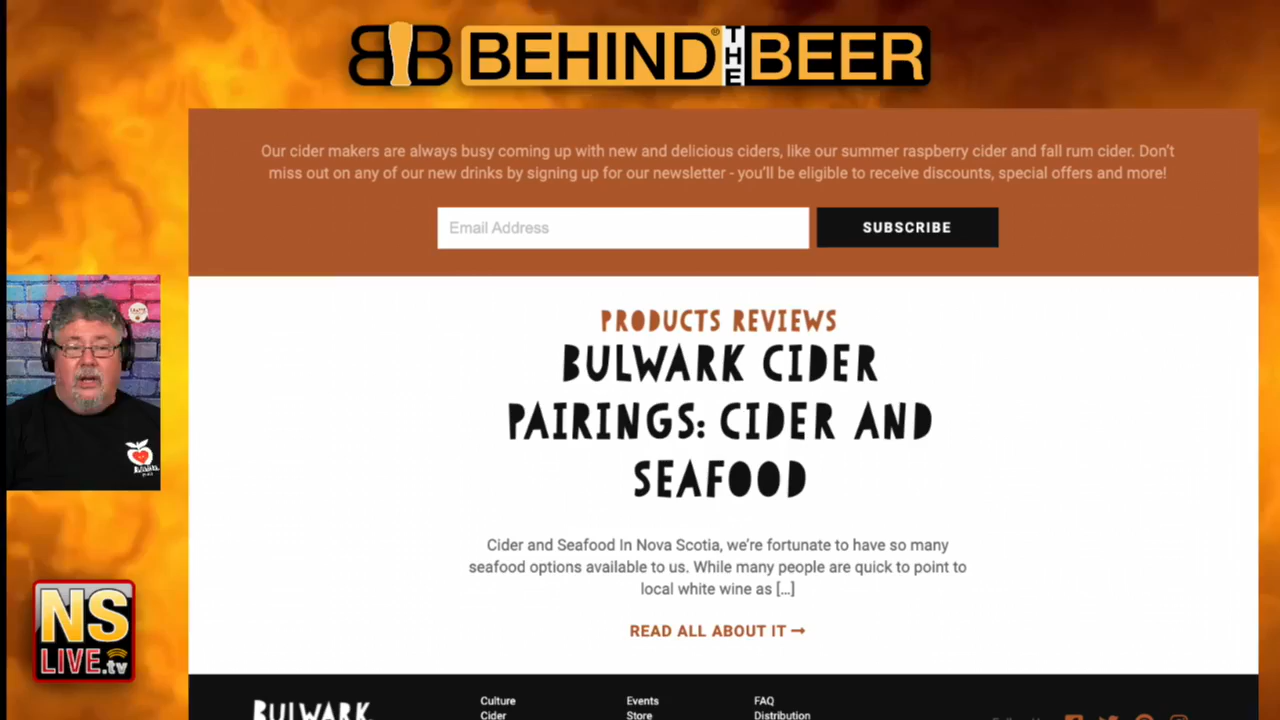 BB BEHIND® THE BEER
Our cider makers are always busy coming up with new and delicious ciders, like our summer raspberry cider and fall rum cider. Don't
miss out on any of our new drinks by signing up for our newsletter - you'll be eligible to receive discounts, special offers and more!
Email Address
SUBSCRIBE
PRODUCTS REVIEWS
BULWARK CIDER
PAIRINGS: CIDER AND
SEAFOOD
Cider and Seafood In Nova Scotia, we're fortunate to have so many
seafood options available to us. While many people are quick to point to
local white wine as [...]
READ ALL ABOUT IT →
NS
LIVE.tv
BULWARK
Culture
Cider
Events
Store
FAQ
Distribution